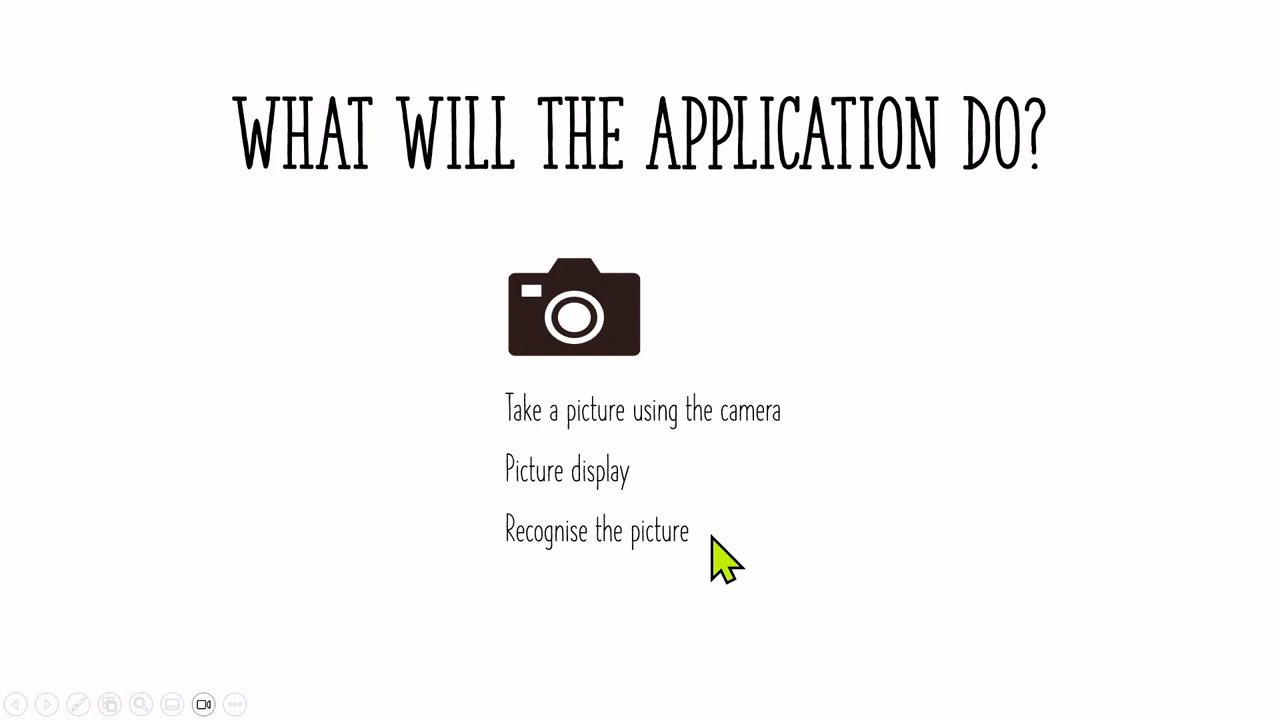 WHAT WILL THE APPLICATION DO?
Take a picture using the camera
Picture display
Recognise the picture